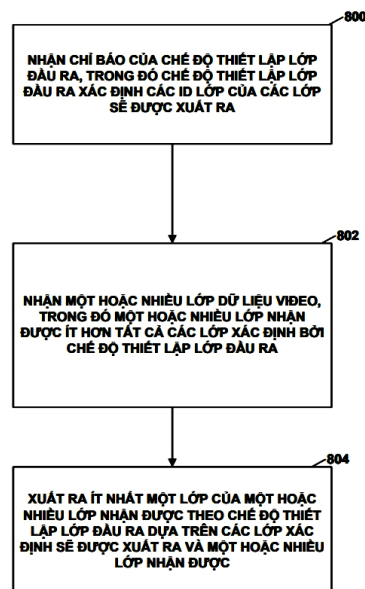 800
NHẬN CHỈ BÁO CỦA CHẾ ĐỘ THIẾT LẬP LỚP
ĐẦU RA, TRONG ĐÓ CHẾ ĐỘ THIẾT LẬP LỚP
ĐẦU RA XÁC ĐỊNH CÁC ID LỚP CỦA CÁC LỚP
SẼ ĐƯỢC XUẤT RA
802
NHẬN MỘT HOẶC NHIỀU LỚP DỮ LIỆU VIĐEO,
TRONG ĐÓ MỘT HOẶC NHIỀU LỚP NHẬN
ĐƯỢC ÍT HƠN TẤT CẢ CÁC LỚP XÁC ĐỊNH BỞI
CHẾ ĐỘ THIẾT LẬP LỚP ĐẦU RA
804
XUẤT RA ÍT NHẤT MỘT LỚP CỦA MỘT HOẶC
NHIỀU LỚP NHẬN ĐƯỢC THEO CHẾ ĐỘ THIẾT
LẬP LỚP ĐẦU RA DỰA TRÊN CÁC LỚP XÁC
ĐỊNH SẼ ĐƯỢC XUẤT RA VÀ MỘT HOẶC NHIỀU
LỚP NHẬN ĐƯỢC